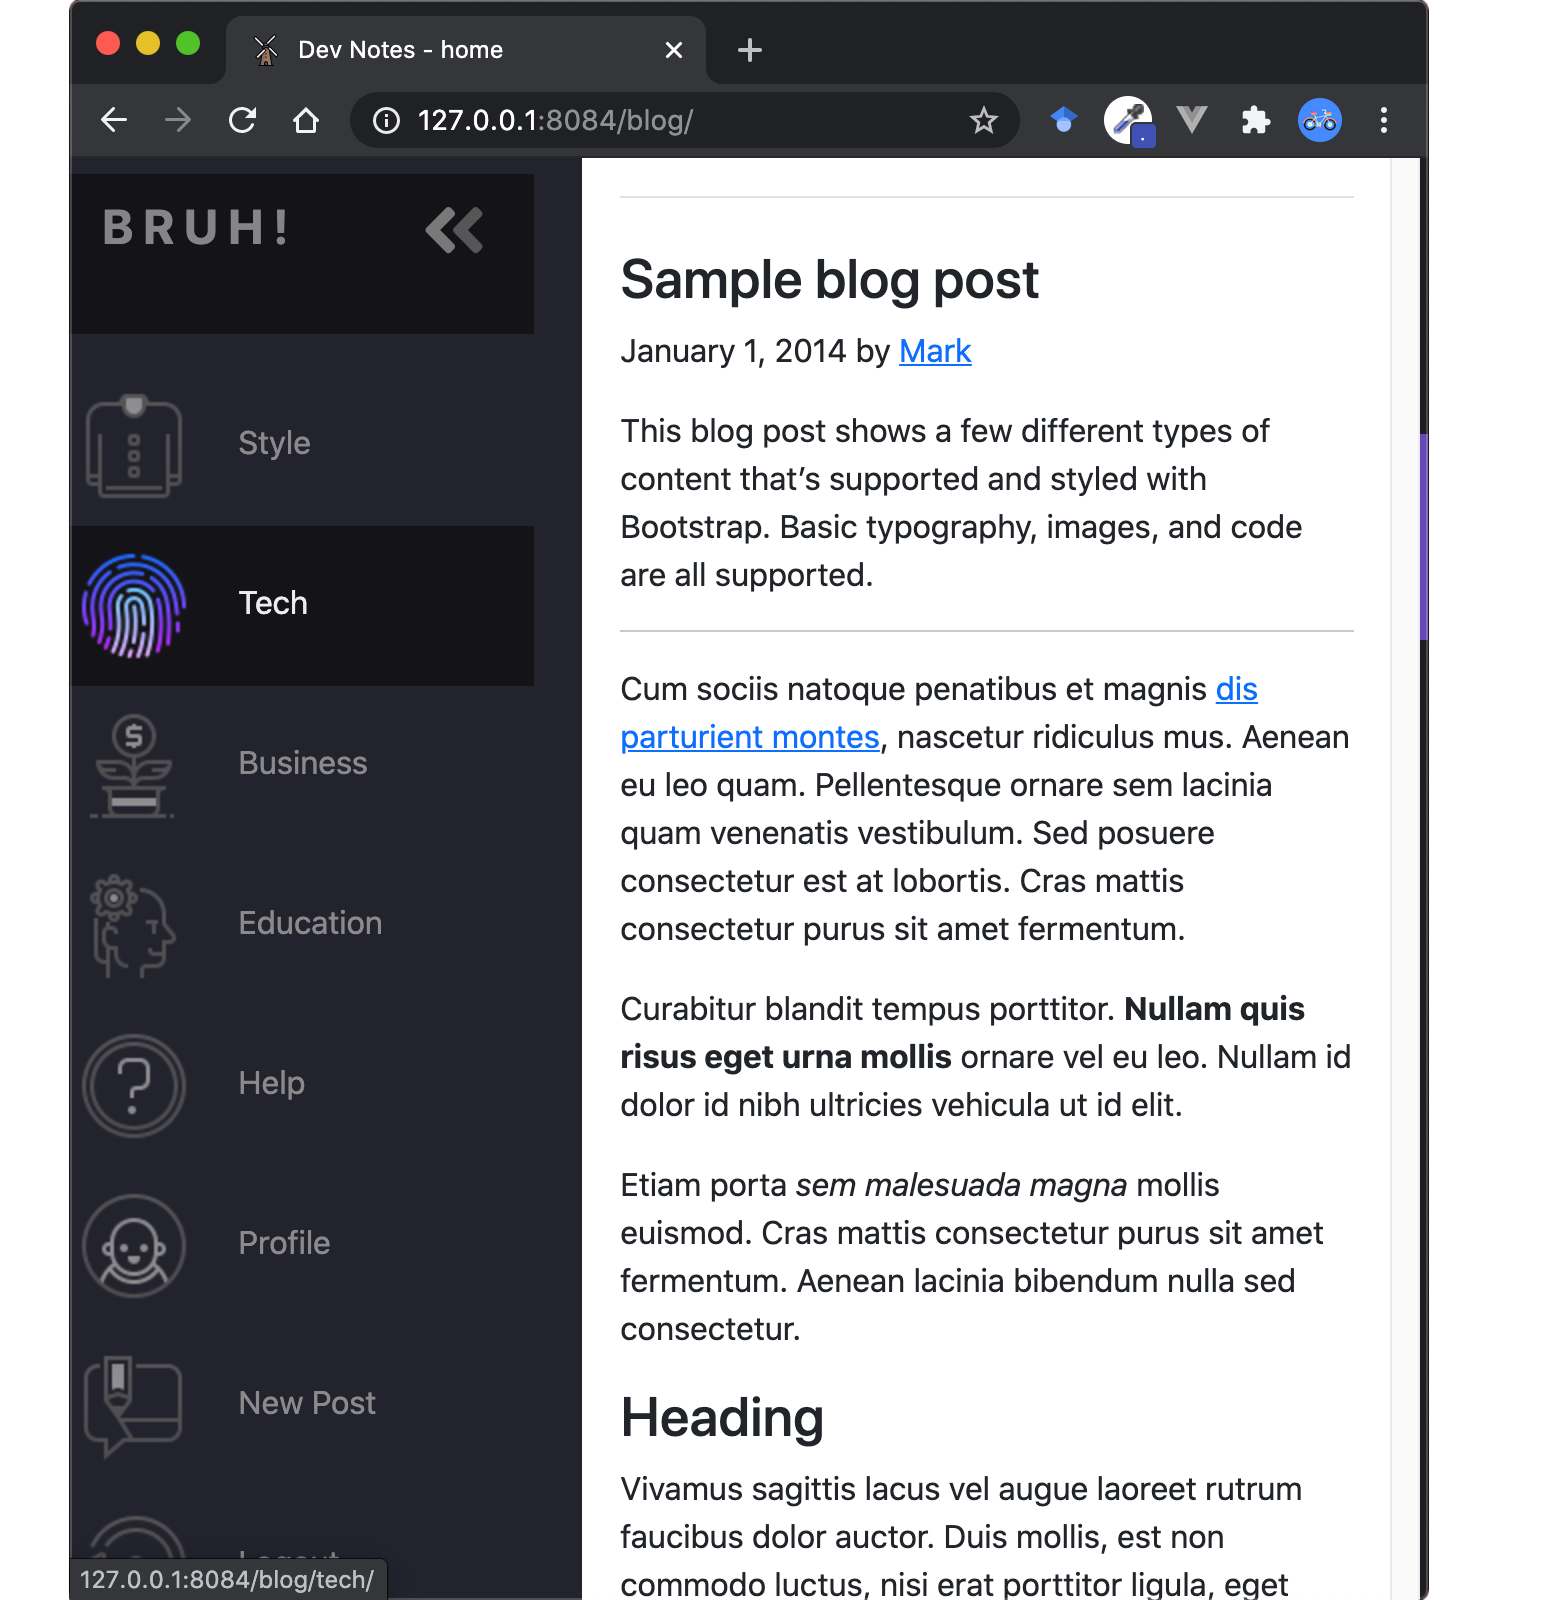 Dev Notes - home
127.0.0.1:8084/blog/
BRUH!
Style
Tech
Business
Education
Help
Profile
New Post
Logout
127.0.0.1:8084/blog/tech/
Sample blog post
January 1, 2014 by Mark
This blog post shows a few different types of
content that’s supported and styled with
Bootstrap. Basic typography, images, and code
are all supported.
Cum sociis natoque penatibus et magnis dis
parturient montes, nascetur ridiculus mus. Aenean
eu leo quam. Pellentesque ornare sem lacinia
quam venenatis vestibulum. Sed posuere
consectetur est at lobortis. Cras mattis
consectetur purus sit amet fermentum.
Curabitur blandit tempus porttitor. Nullam quis
risus eget urna mollis ornare vel eu leo. Nullam id
dolor id nibh ultricies vehicula ut id elit.
Etiam porta sem malesuada magna mollis
euismod. Cras mattis consectetur purus sit amet
fermentum. Aenean lacinia bibendum nulla sed
consectetur.
Heading
Vivamus sagittis lacus vel augue laoreet rutrum
faucibus dolor auctor. Duis mollis, est non
commodo luctus, nisi erat porttitor ligula, eget